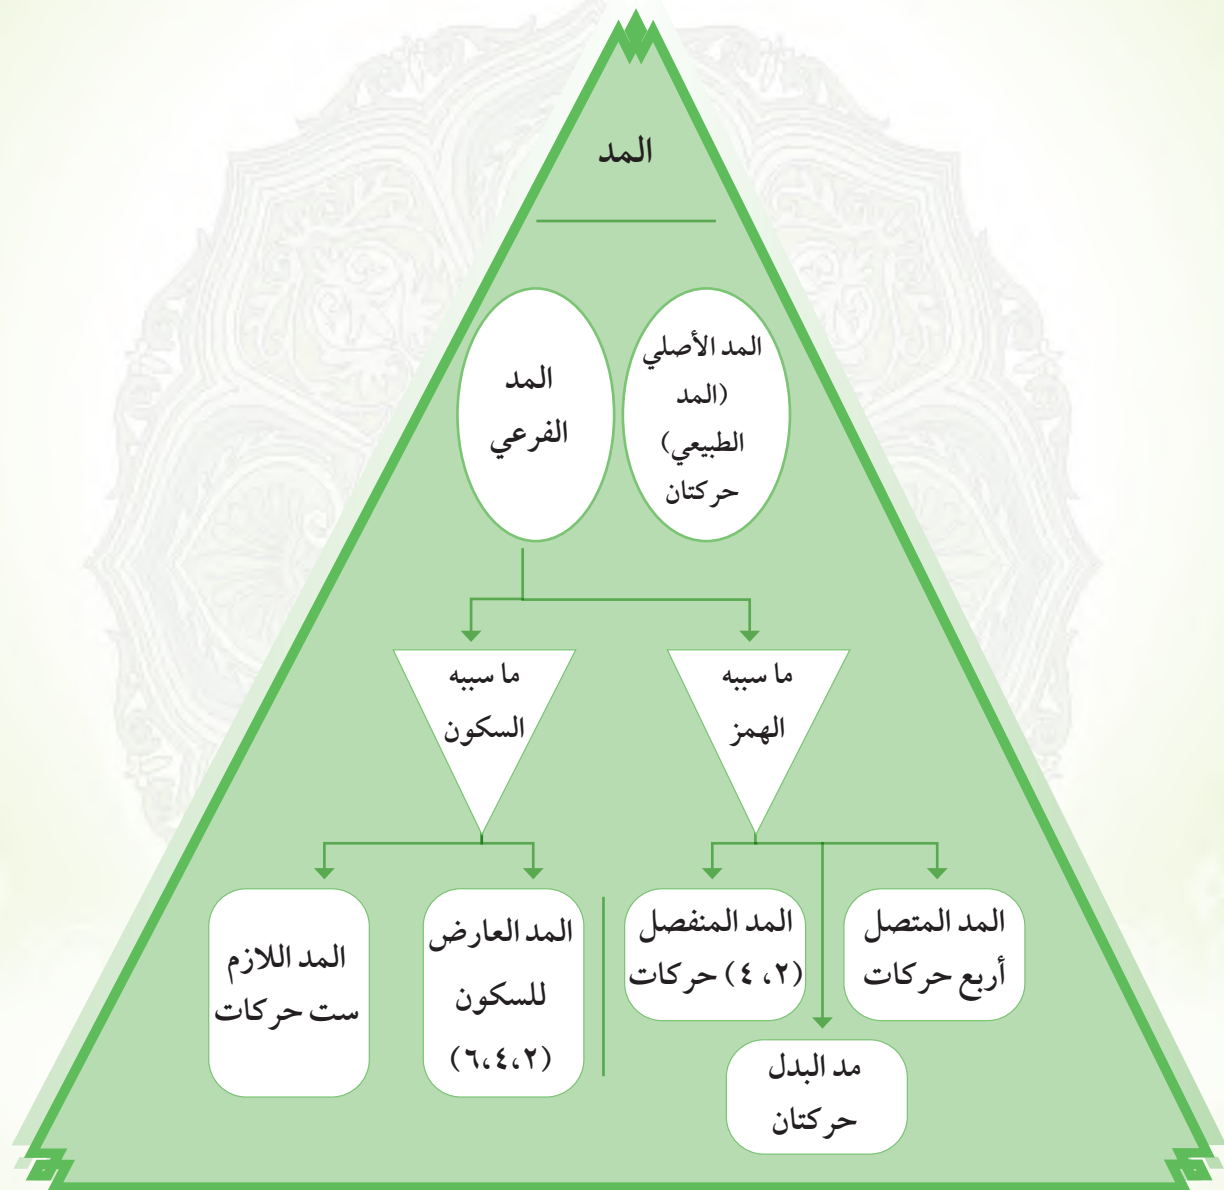 المد
المد الأصلي
(المد
الطبيعي)
حركتان
المد
الفرعي
ما سببه
الهمز
ما سببه
السكون
المد المتصل
أربع حركات
المد المنفصل
(٢، ٤) حركات
مد البدل
حركتان
المد العارض
للسكون
(٢،٤،٦)
المد اللازم
ست حركات